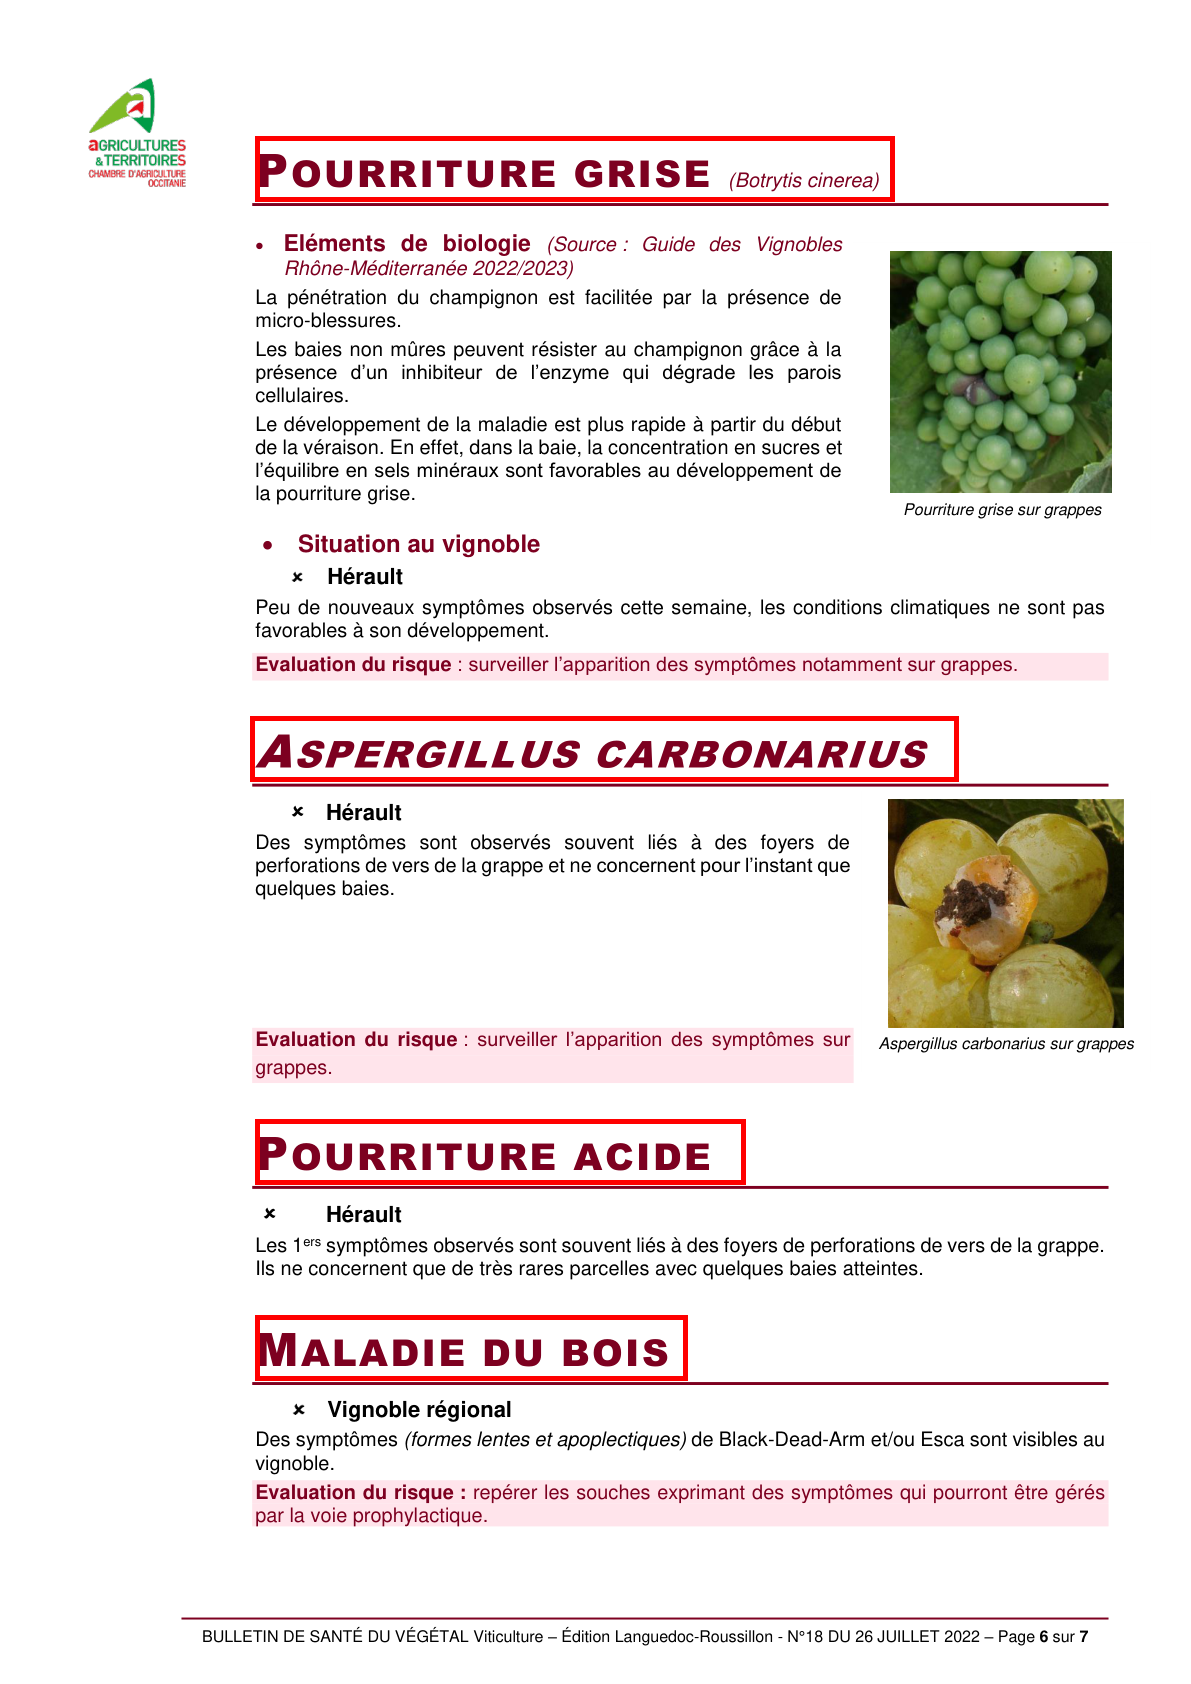 aGRICULTURES
& TERRITOIRES
CHAMBRE D'AGRICULTURE
OCCITANIE
POURRITURE GRISE (Botrytis cinerea)
• Eléments de biologie (Source : Guide des Vignobles
Rhône-Méditerranée 2022/2023)
La pénétration du champignon est facilitée par la présence de
micro-blessures.
Les baies non mûres peuvent résister au champignon grâce à la
présence d'un inhibiteur de l'enzyme qui dégrade les parois
cellulaires.
Le développement de la maladie est plus rapide à partir du début
de la véraison. En effet, dans la baie, la concentration en sucres et
l'équilibre en sels minéraux sont favorables au développement de
la pourriture grise.
Pourriture grise sur grappes
• Situation au vignoble
× Hérault
Peu de nouveaux symptômes observés cette semaine, les conditions climatiques ne sont pas
favorables à son développement.
Evaluation du risque : surveiller l'apparition des symptômes notamment sur grappes.
ASPERGILLUS CARBONARIUS
× Hérault
Des symptômes sont observés souvent liés à des foyers de
perforations de vers de la grappe et ne concernent pour l'instant que
quelques baies.
Evaluation du risque : surveiller l'apparition des symptômes sur
grappes.
Aspergillus carbonarius sur grappes
POURRITURE ACIDE
× Hérault
Les 1ers symptômes observés sont souvent liés à des foyers de perforations de vers de la grappe.
Ils ne concernent que de très rares parcelles avec quelques baies atteintes.
MALADIE DU BOIS
× Vignoble régional
Des symptômes (formes lentes et apoplectiques) de Black-Dead-Arm et/ou Esca sont visibles au
vignoble.
Evaluation du risque : repérer les souches exprimant des symptômes qui pourront être gérés
par la voie prophylactique.
BULLETIN DE SANTÉ DU VÉGÉTAL Viticulture – Édition Languedoc-Roussillon - N°18 DU 26 JUILLET 2022 – Page 6 sur 7